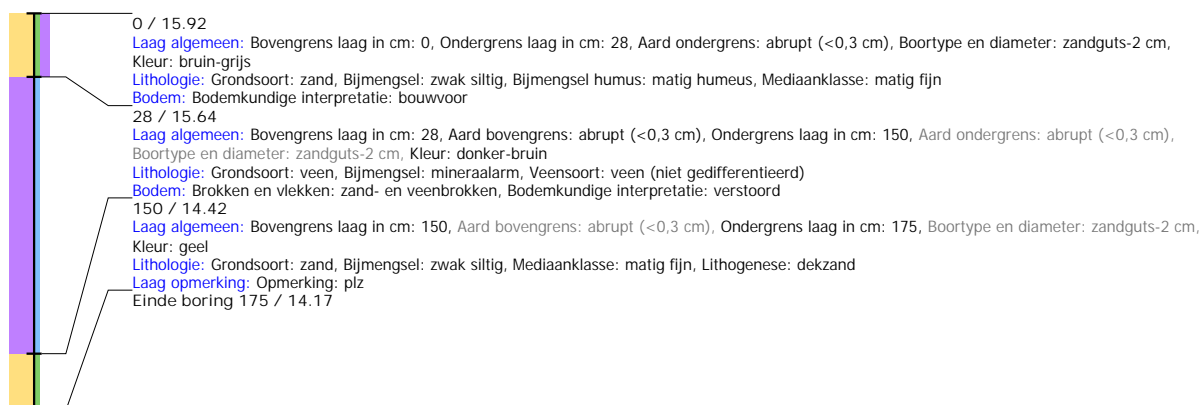 0 / 15.92
Laag algemeen: Bovengrens laag in cm: 0, Ondergrens laag in cm: 28, Aard ondergrens: abrupt (<0,3 cm), Boortype en diameter: zandguts-2 cm,
Kleur: bruin-grijs
Lithologie: Grondsoort: zand, Bijmengsel: zwak siltig, Bijmengsel humus: matig humeus, Mediaanklasse: matig fijn
Bodem: Bodemkundige interpretatie: bouwvoor
28 / 15.64
Laag algemeen: Bovengrens laag in cm: 28, Aard bovengrens: abrupt (<0,3 cm), Ondergrens laag in cm: 150, Aard ondergrens: abrupt (<0,3 cm),
Boortype en diameter: zandguts-2 cm, Kleur: donker-bruin
Lithologie: Grondsoort: veen, Bijmengsel: mineraalarm, Veensoort: veen (niet gedifferentieerd)
Bodem: Brokken en vlekken: zand- en veenbrokken, Bodemkundige interpretatie: verstoord
150 / 14.42
Laag algemeen: Bovengrens laag in cm: 150, Aard bovengrens: abrupt (<0,3 cm), Ondergrens laag in cm: 175, Boortype en diameter: zandguts-2 cm,
Kleur: geel
Lithologie: Grondsoort: zand, Bijmengsel: zwak siltig, Mediaanklasse: matig fijn, Lithogenese: dekzand
Laag opmerking: Opmerking: plz
Einde boring 175 / 14.17